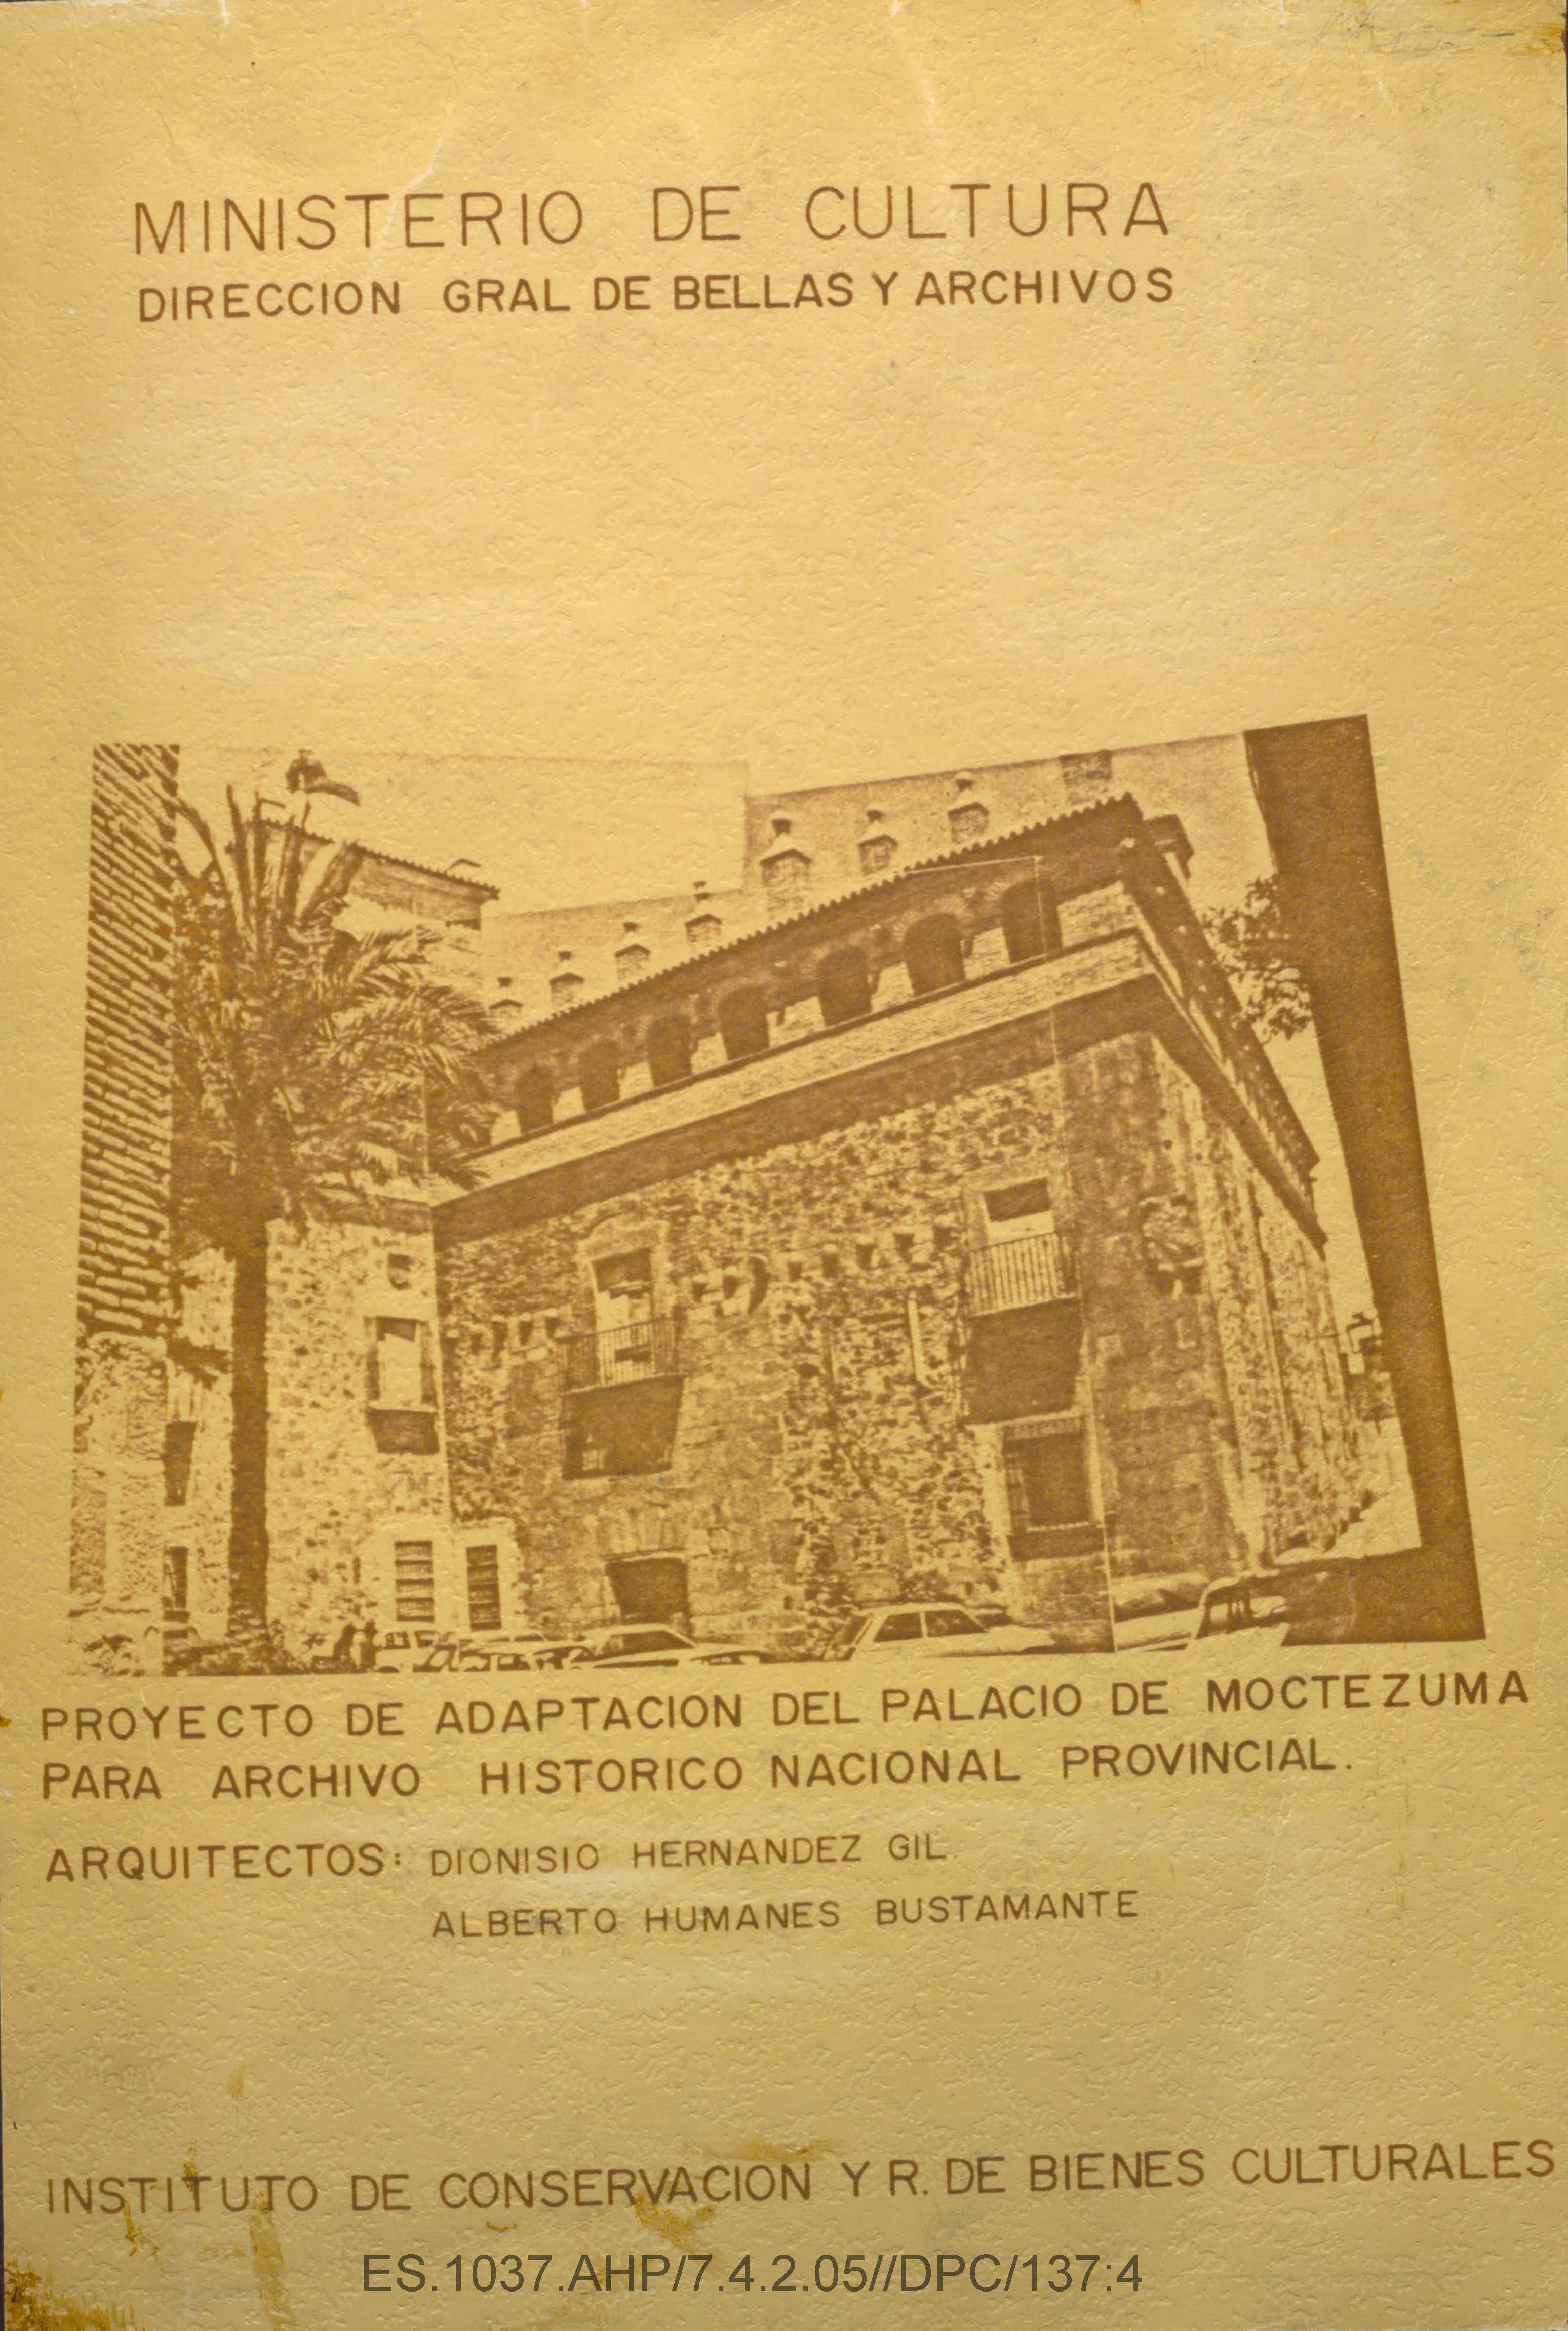 MINISTERIO DE CULTURA
DIRECCION GRAL DE BELLAS Y ARCHIVOS
PROYECTO DE ADAPTACION DEL PALACIO DE MOCTEZUMA
PARA ARCHIVO HISTORICO NACIONAL PROVINCIAL.
ARQUITECTOS: DIONISIO HERNANDEZ GIL
ALBERTO HUMANES BUSTAMANTE
INSTITUTO DE CONSERVACION Y R. DE BIENES CULTURALES
ES.1037.AHP/7.4.2.05//DPC/137:4